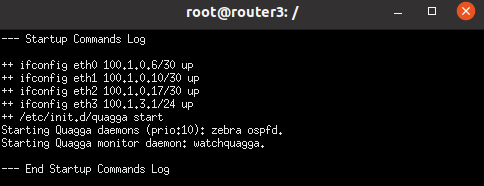 root@router3: /
--- Startup Commands Log
++ ifconfig eth0 100.1.0.6/30 up
++ ifconfig eth1 100.1.0.10/30 up
++ ifconfig eth2 100.1.0.17/30 up
++ ifconfig eth3 100.1.3.1/24 up
++ /etc/init.d/quagga start
Starting Quagga daemons (prio:10): zebra ospfd.
Starting Quagga monitor daemon: watchquagga.
--- End Startup Commands Log